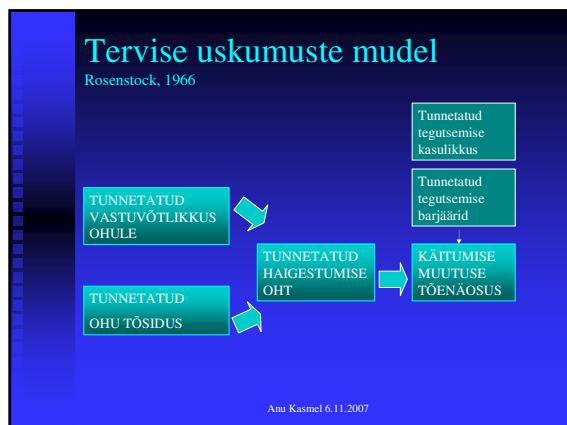 Tervise uskumuste mudel
Rosenstock, 1966
Tunnetatud
tegutsemise
kasulikkus
Tunnetatud
tegutsemise
barjäärid
TUNNETATUD
VASTUVÕTLIKKUS
OHULE
TUNNETATUD
HAIGESTUMISE
OHT
KÄITUMISE
MUUTUSE
TÕENÄOSUS
TUNNETATUD
OHU TÕSIDUS
Anu Kasmel 6.11.2007